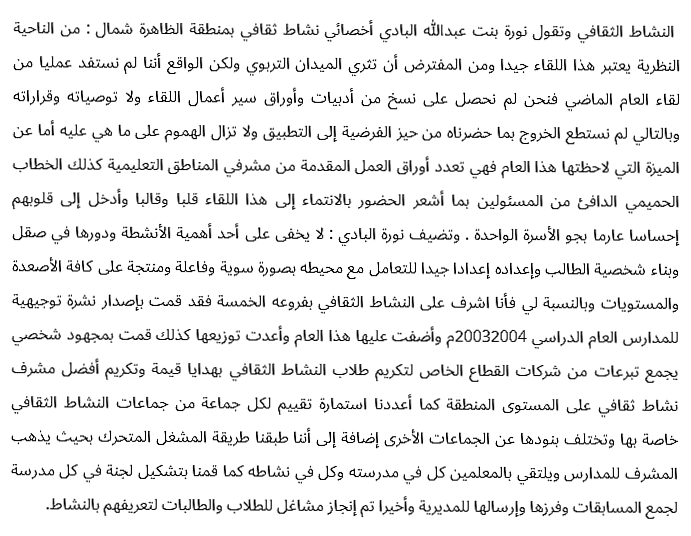 النشاط الثقافي وتقول نورة بنت عبدالله البادي أخصائي نشاط ثقافي بمنطقة الظاهرة شمال : من الناحية
النظرية يعتبر هذا اللقاء جيدا ومن المفترض أن تثري الميدان التربوي ولكن الواقع أننا لم نستفد عمليا من
لقاء العام الماضي فنحن لم نحصل على نسخ من أدبيات وأوراق سير أعمال اللقاء ولا توصياته وقراراته
وبالتالي لم نستطع الخروج بما حضرناه من حيز الفرضية إلى التطبيق ولا تزال الهموم على ما هي عليه أما عن
الميزة التي لاحظتها هذا العام فهي تعدد أوراق العمل المقدمة من مشرفي المناطق التعليمية كذلك الخطاب
الحميمي الدافئ من المسئولين بما أشعر الحضور بالانتماء إلى هذا اللقاء قلبا وقالبا وأدخل إلى قلوبهم
إحساسا عارما بجو الأسرة الواحدة . وتضيف نورة البادي : لا يخفى على أحد أهمية الأنشطة ودورها في صقل
وبناء شخصية الطالب وإعداده إعدادا جيدا للتعامل مع محيطه بصورة سوية وفاعلة ومنتجة على كافة الأصعدة
والمستويات وبالنسبة لي فأنا اشرف على النشاط الثقافي بفروعه الخمسة فقد قمت بإصدار نشرة توجيهية
للمدارس العام الدراسي 20032004م وأضفت عليها هذا العام وأعدت توزيعها كذلك قمت بمجهود شخصي
يجمع تبرعات من شركات القطاع الخاص لتكريم طلاب النشاط الثقافي بهدايا قيمة وتكريم أفضل مشرف
نشاط ثقافي على المستوى المنطقة كما أعددنا استمارة تقييم لكل جماعة من جماعات النشاط الثقافي
خاصة بها وتختلف بنودها عن الجماعات الأخرى إضافة إلى أننا طبقنا طريقة المشغل المتحرك بحيث يذهب
المشرف للمدارس ويلتقي بالمعلمين كل في مدرسته وكل في نشاطه كما قمنا بتشكيل لجنة في كل مدرسة
لجمع المسابقات وفرزها وإرسالها للمديرية وأخيرا تم إنجاز مشاغل للطلاب والطالبات لتعريفهم بالنشاط.